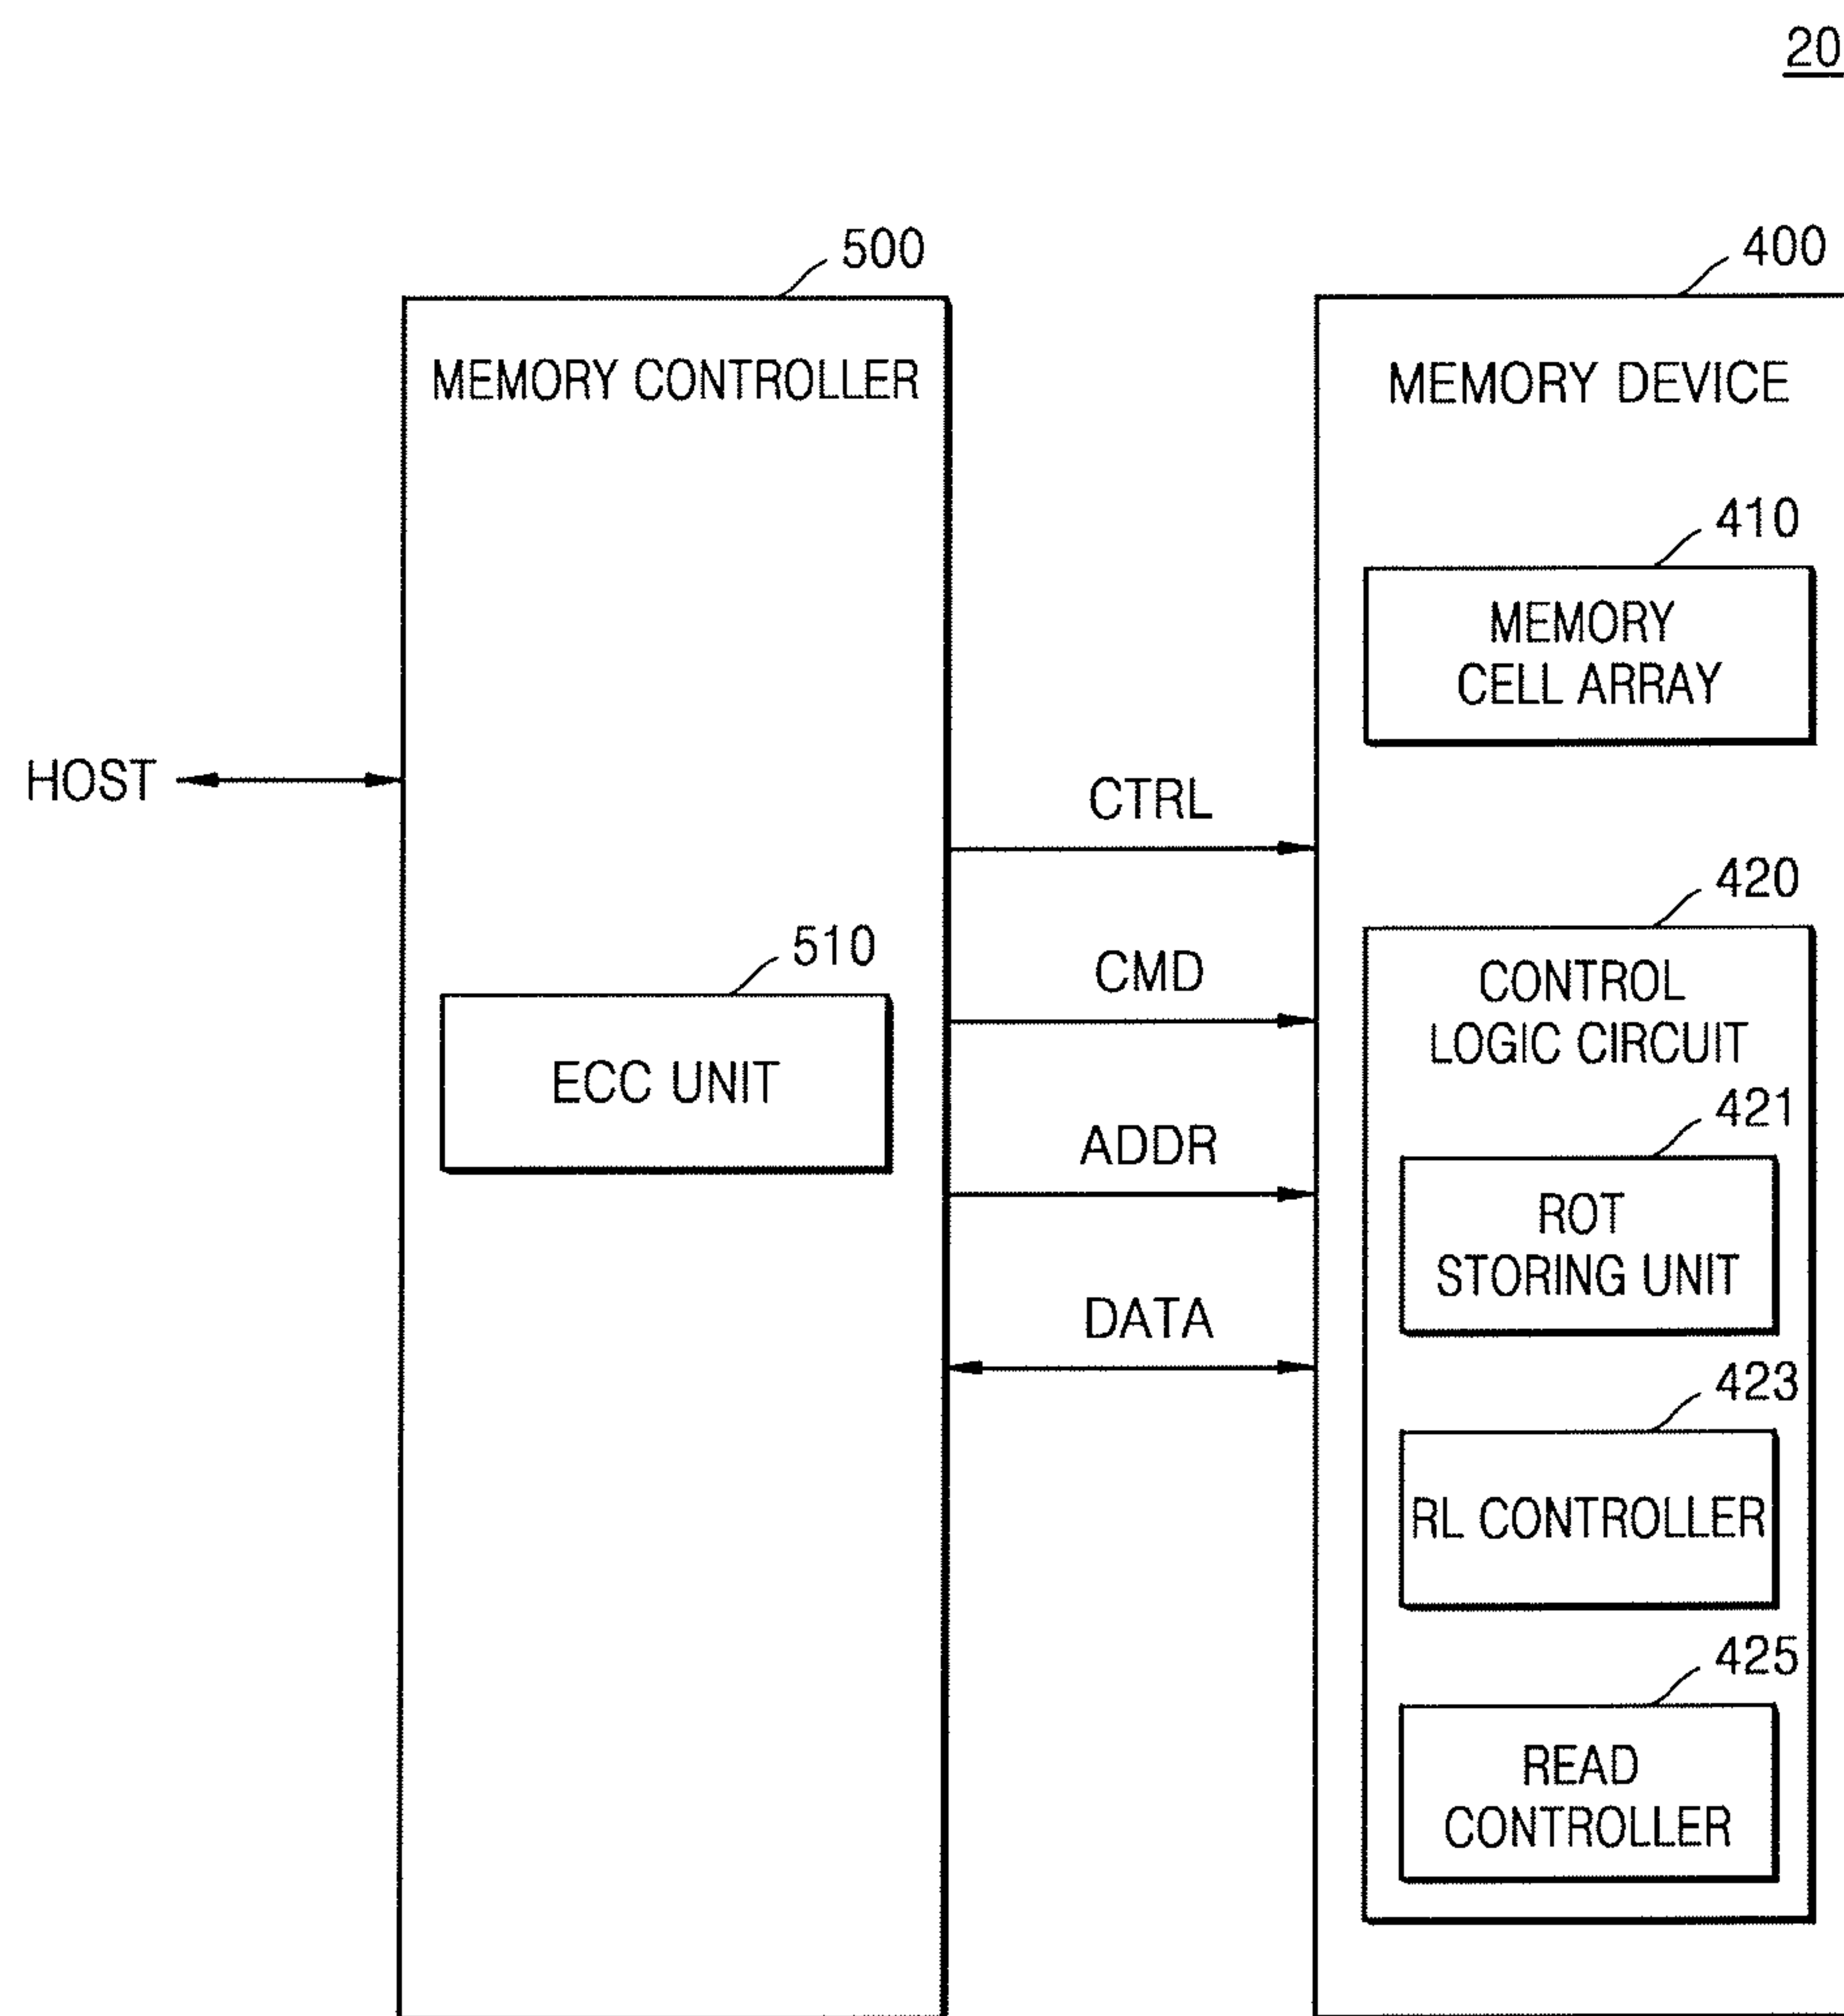 20
500
400
MEMORY CONTROLLER
MEMORY DEVICE
410
MEMORY
CELL ARRAY
HOST
CTRL
420
510
CMD
CONTROL
LOGIC CIRCUIT
ECC UNIT
421
ADDR
ROT
STORING UNIT
DATA
423
RL CONTROLLER
425
READ
CONTROLLER